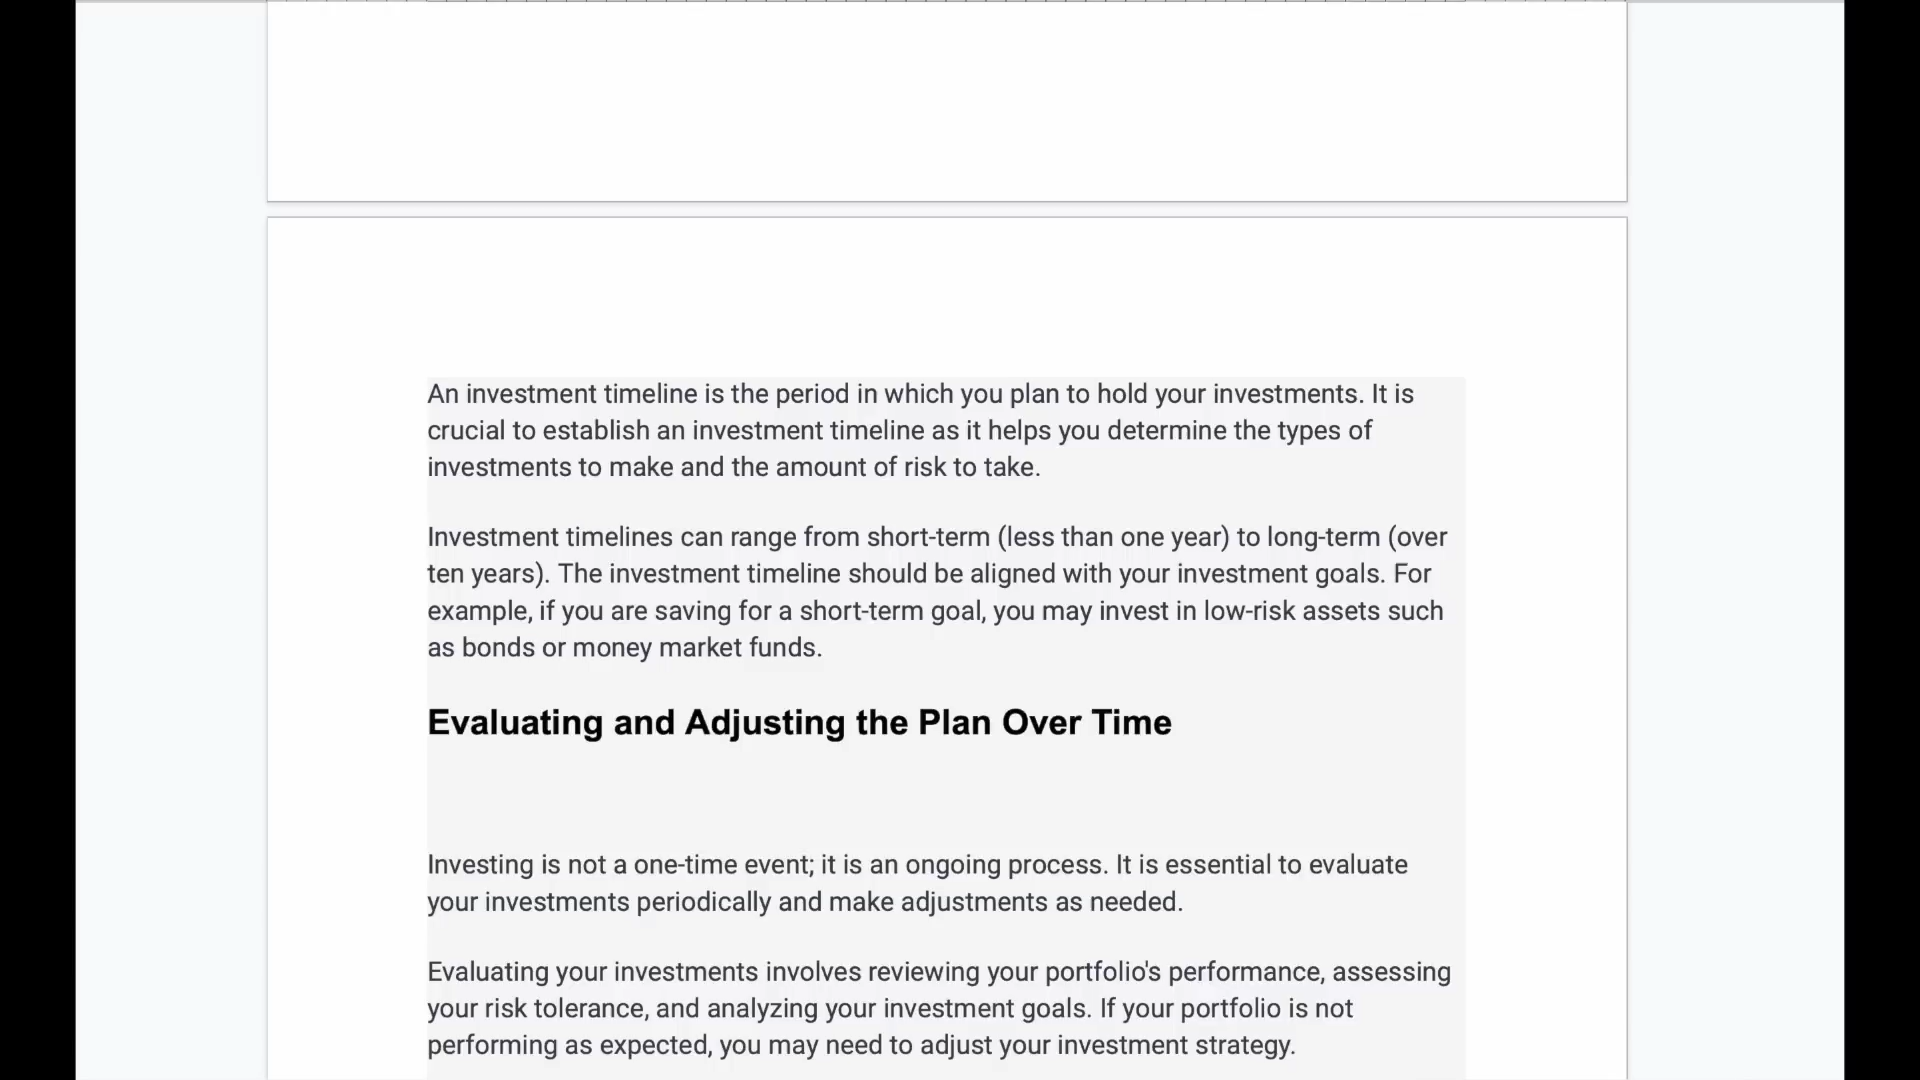 An investment timeline is the period in which you plan to hold your investments. It is
crucial to establish an investment timeline as it helps you determine the types of
investments to make and the amount of risk to take.
Investment timelines can range from short-term (less than one year) to long-term (over
ten years). The investment timeline should be aligned with your investment goals. For
example, if you are saving for a short-term goal, you may invest in low-risk assets such
as bonds or money market funds.
Evaluating and Adjusting the Plan Over Time
Investing is not a one-time event; it is an ongoing process. It is essential to evaluate
your investments periodically and make adjustments as needed.
Evaluating your investments involves reviewing your portfolio's performance, assessing
your risk tolerance, and analyzing your investment goals. If your portfolio is not
performing as expected, you may need to adjust your investment strategy.